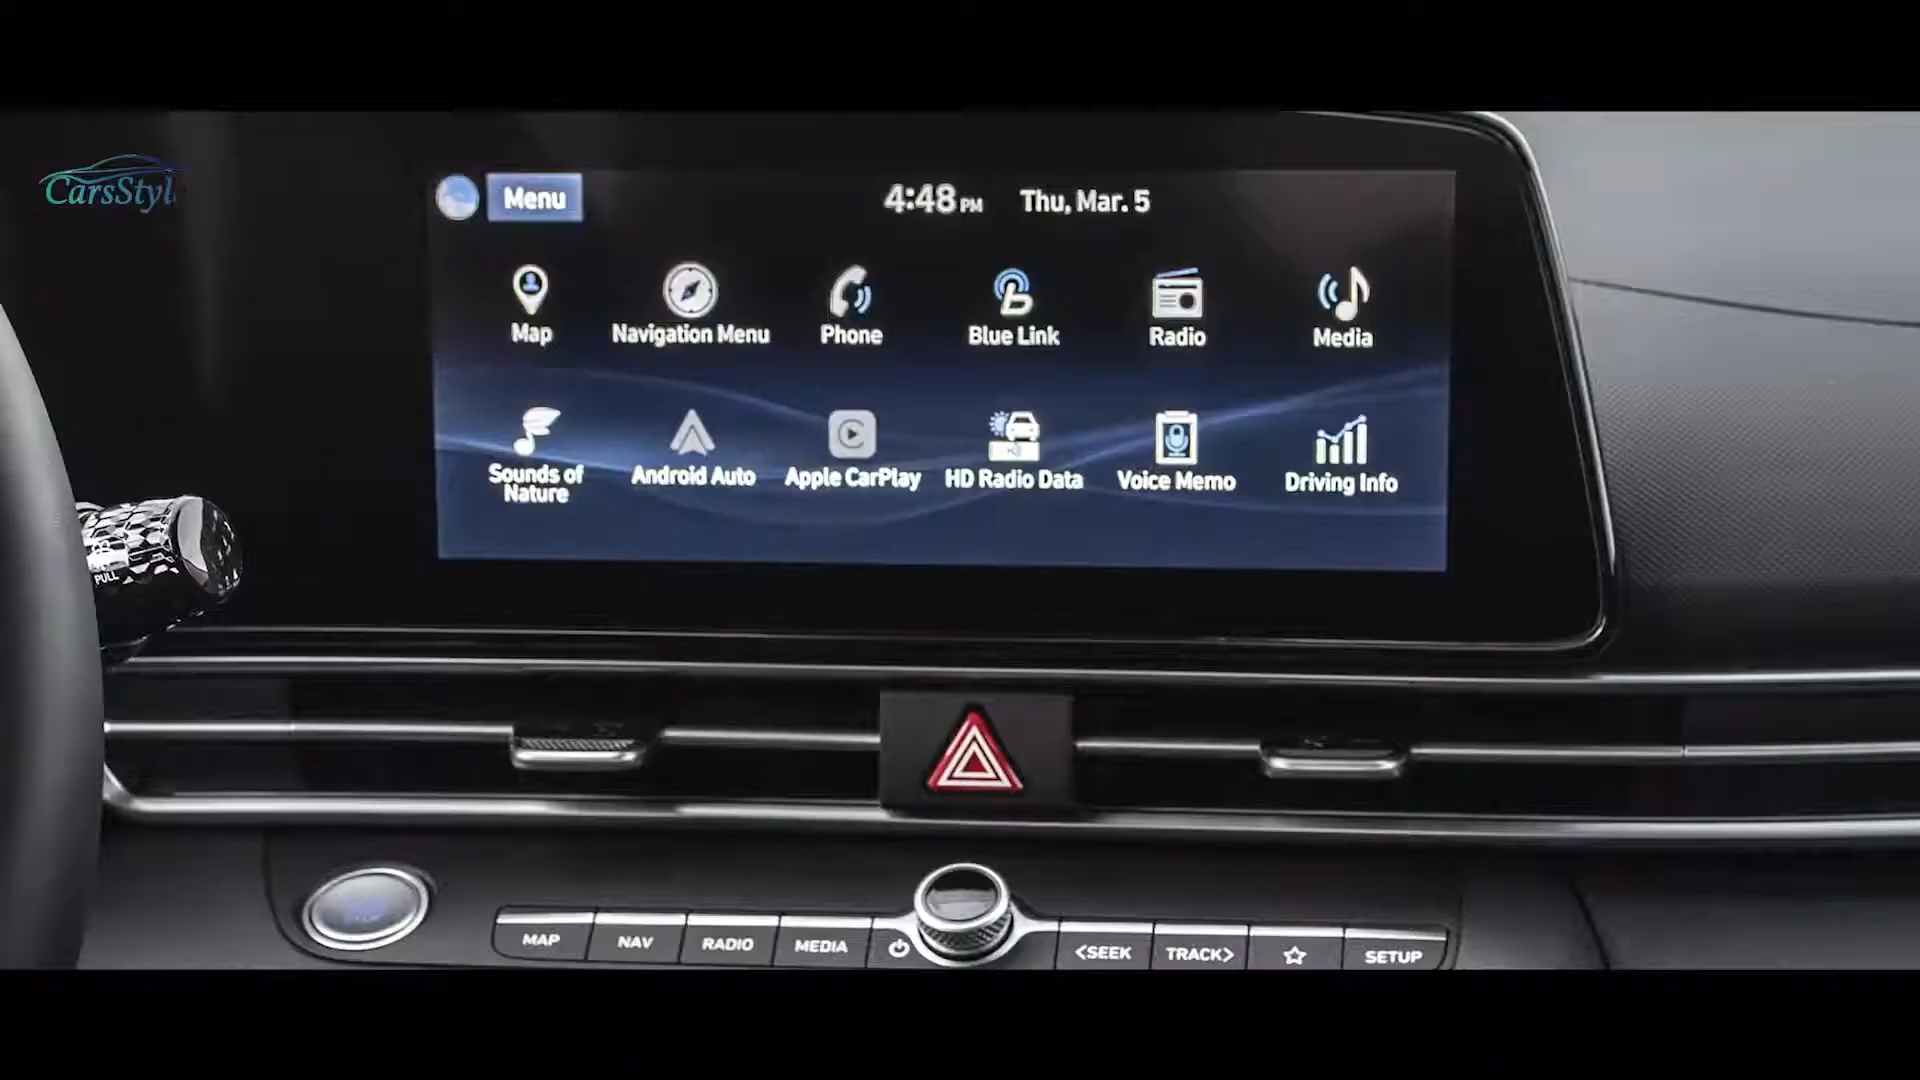 CarsStyle
Menu
4:48 PM
Thu, Mar. 5
Map
Navigation Menu
Phone
Blue Link
Radio
Media
Sounds of
Nature
Android Auto
Apple CarPlay
HD Radio Data
Voice Memo
Driving Info
PULL
MAP
NAV
RADIO
MEDIA
<SEEK
TRACK>
SETUP